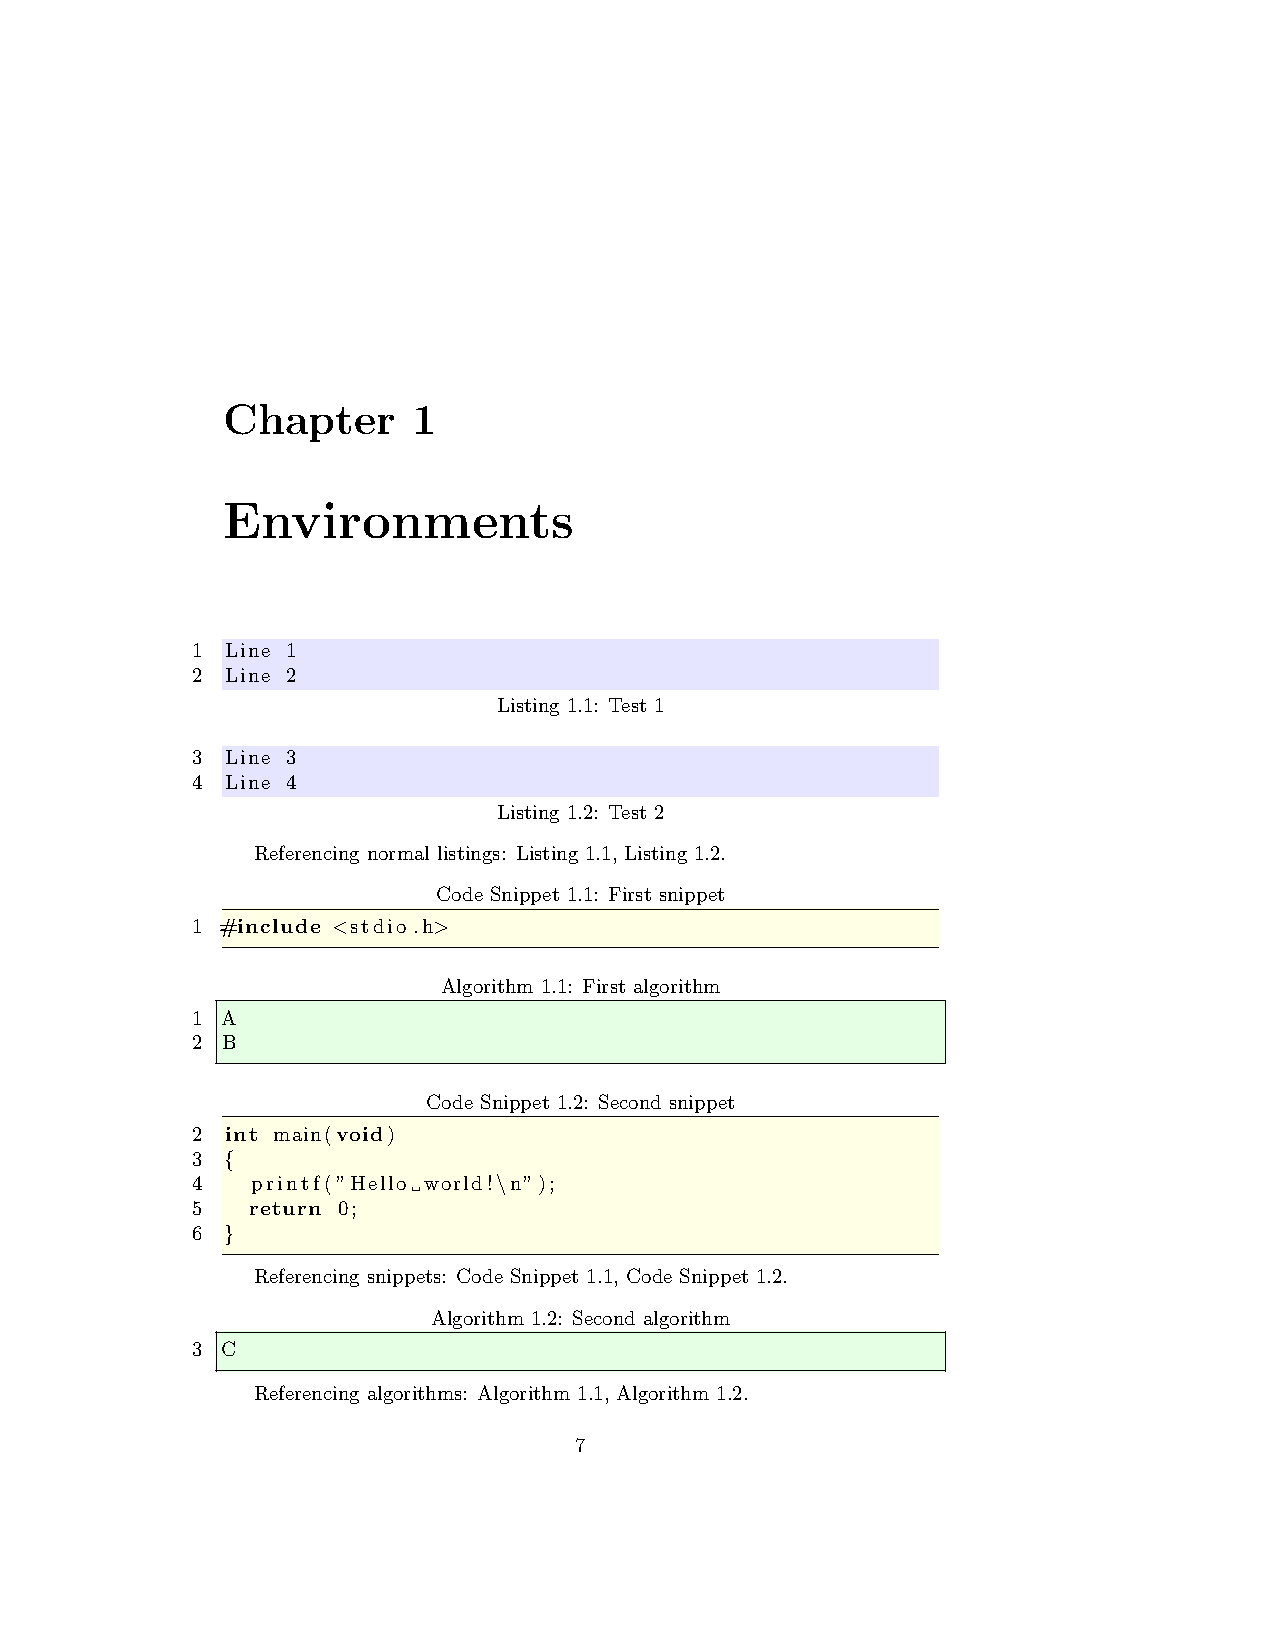 Chapter 1
Environments
1 Line 1
2 Line 2
Listing 1.1: Test 1
3 Line 3
4 Line 4
Listing 1.2: Test 2
Referencing normal listings: Listing 1.1, Listing 1.2.
Code Snippet 1.1: First snippet
1 #include <stdio.h>
Algorithm 1.1: First algorithm
1 A
2 B
Code Snippet 1.2: Second snippet
2 int main(void)
3 {
4 printf("Hello␣world!\n");
5 return 0;
6 }
Referencing snippets: Code Snippet 1.1, Code Snippet 1.2.
Algorithm 1.2: Second algorithm
3 C
Referencing algorithms: Algorithm 1.1, Algorithm 1.2.
7